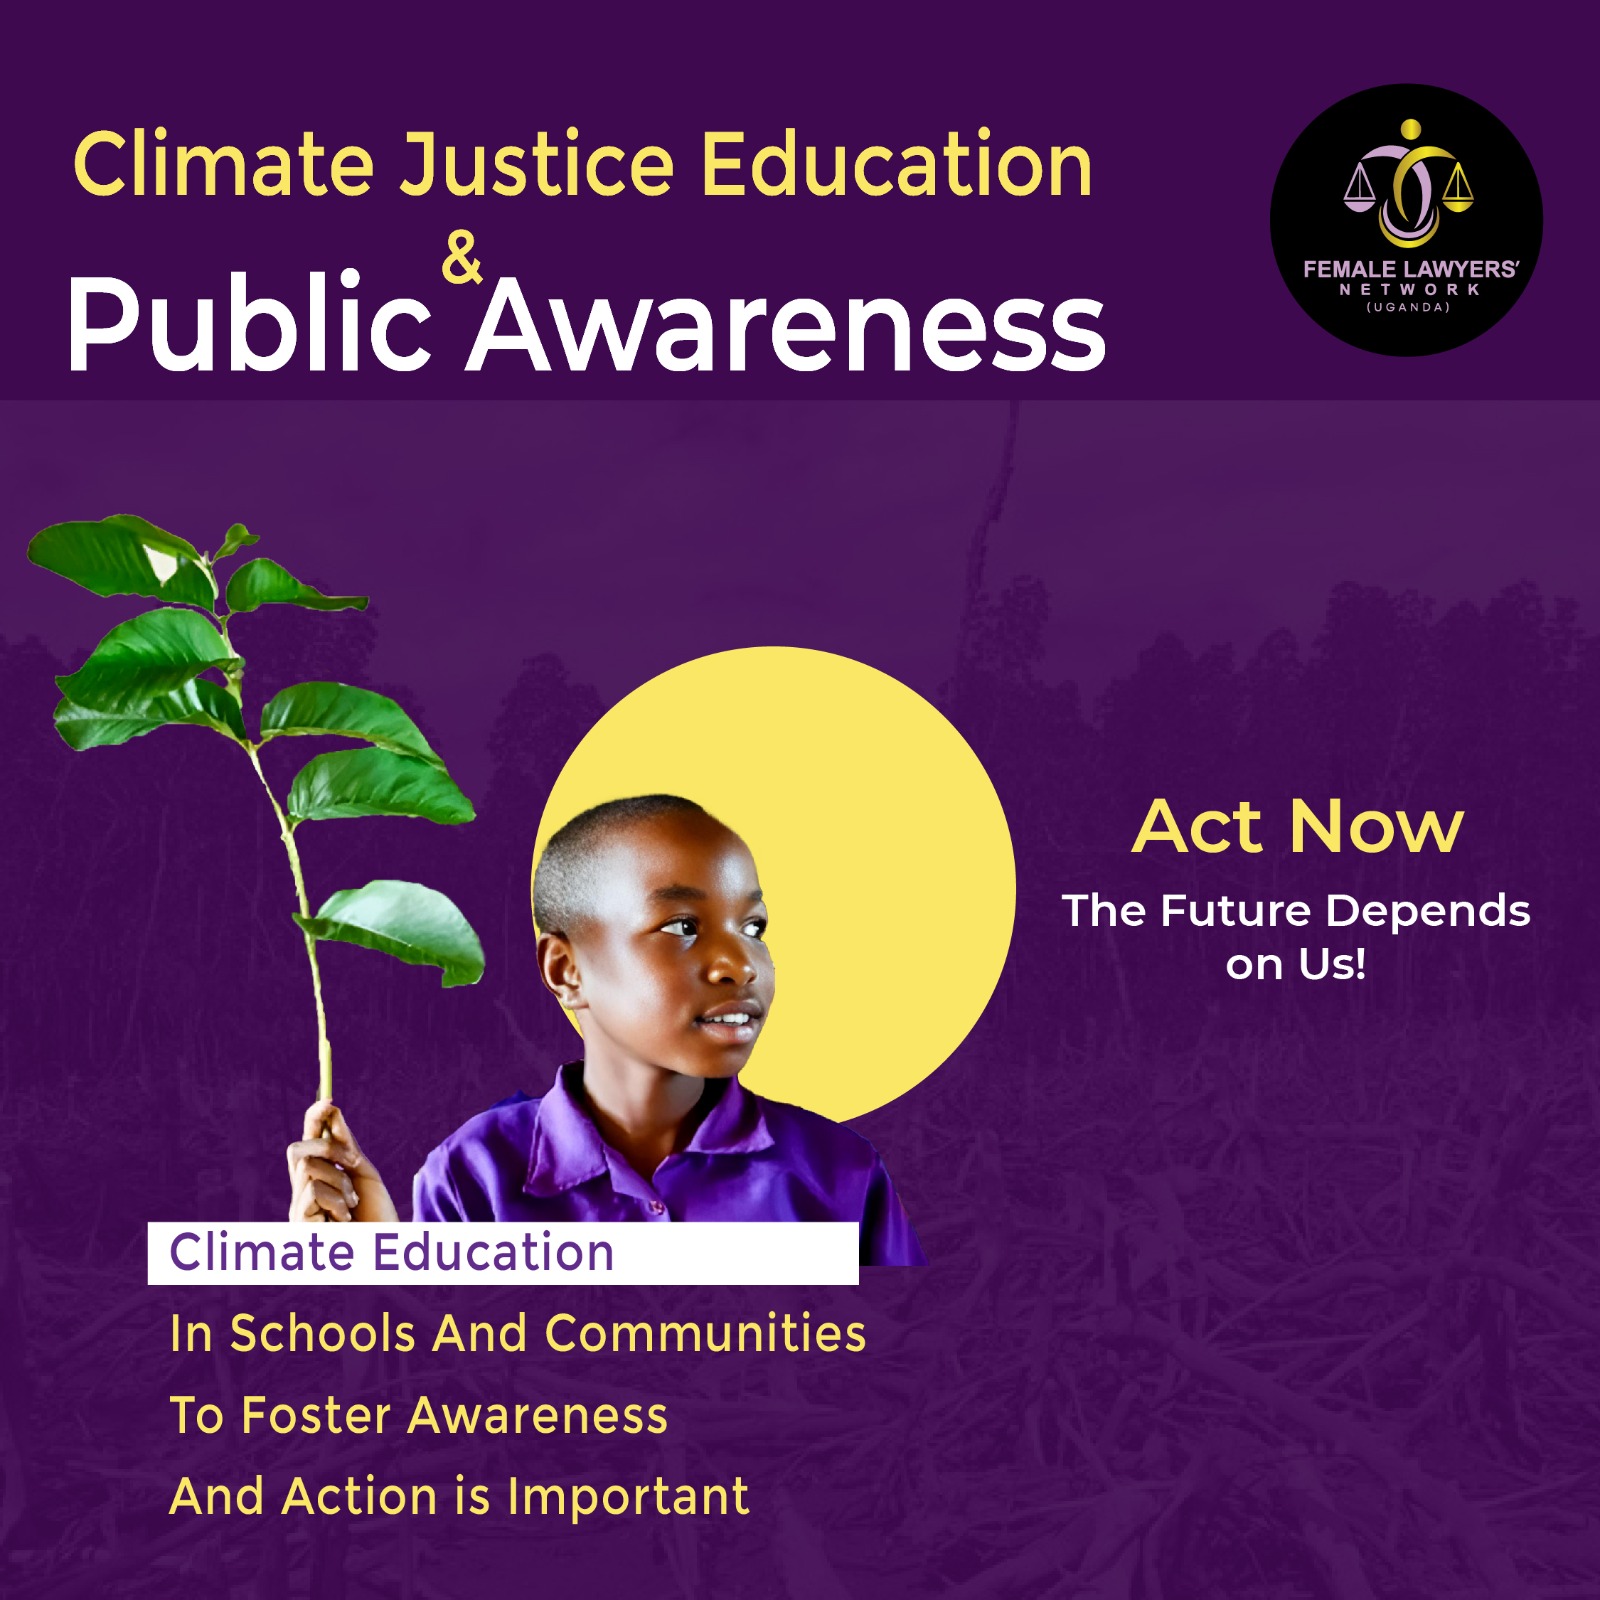 Climate Justice Education
&
Public Awareness
FEMALE LAWYERS'
NETWORK
(UGANDA)
Act Now
The Future Depends
on Us!
Climate Education
In Schools And Communities
To Foster Awareness
And Action is Important